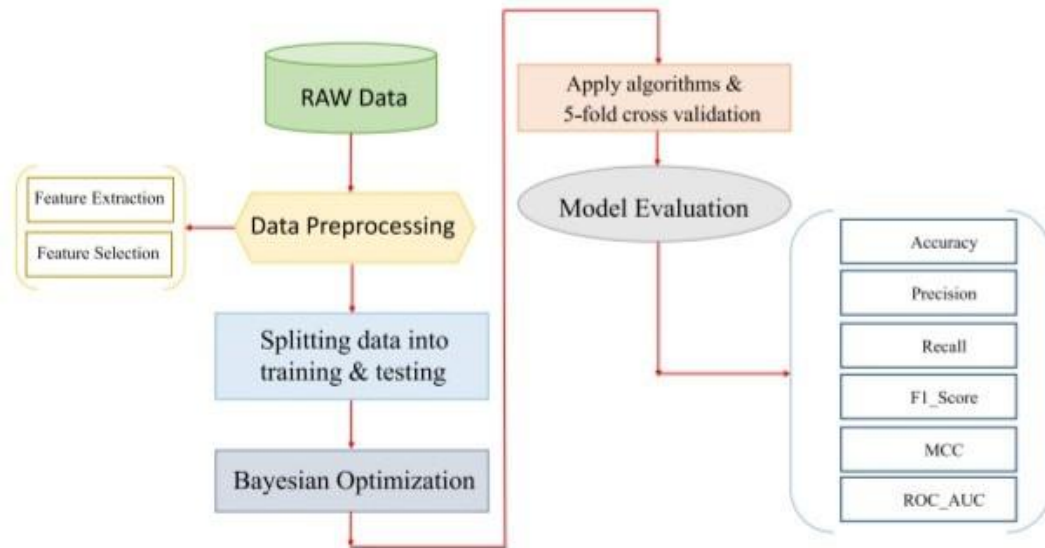 RAW Data
Feature Extraction
Feature Selection
Data Preprocessing
Splitting data into
training & testing
Bayesian Optimization
Apply algorithms &
5-fold cross validation
Model Evaluation
Accuracy
Precision
Recall
F1_Score
MCC
ROC_AUC